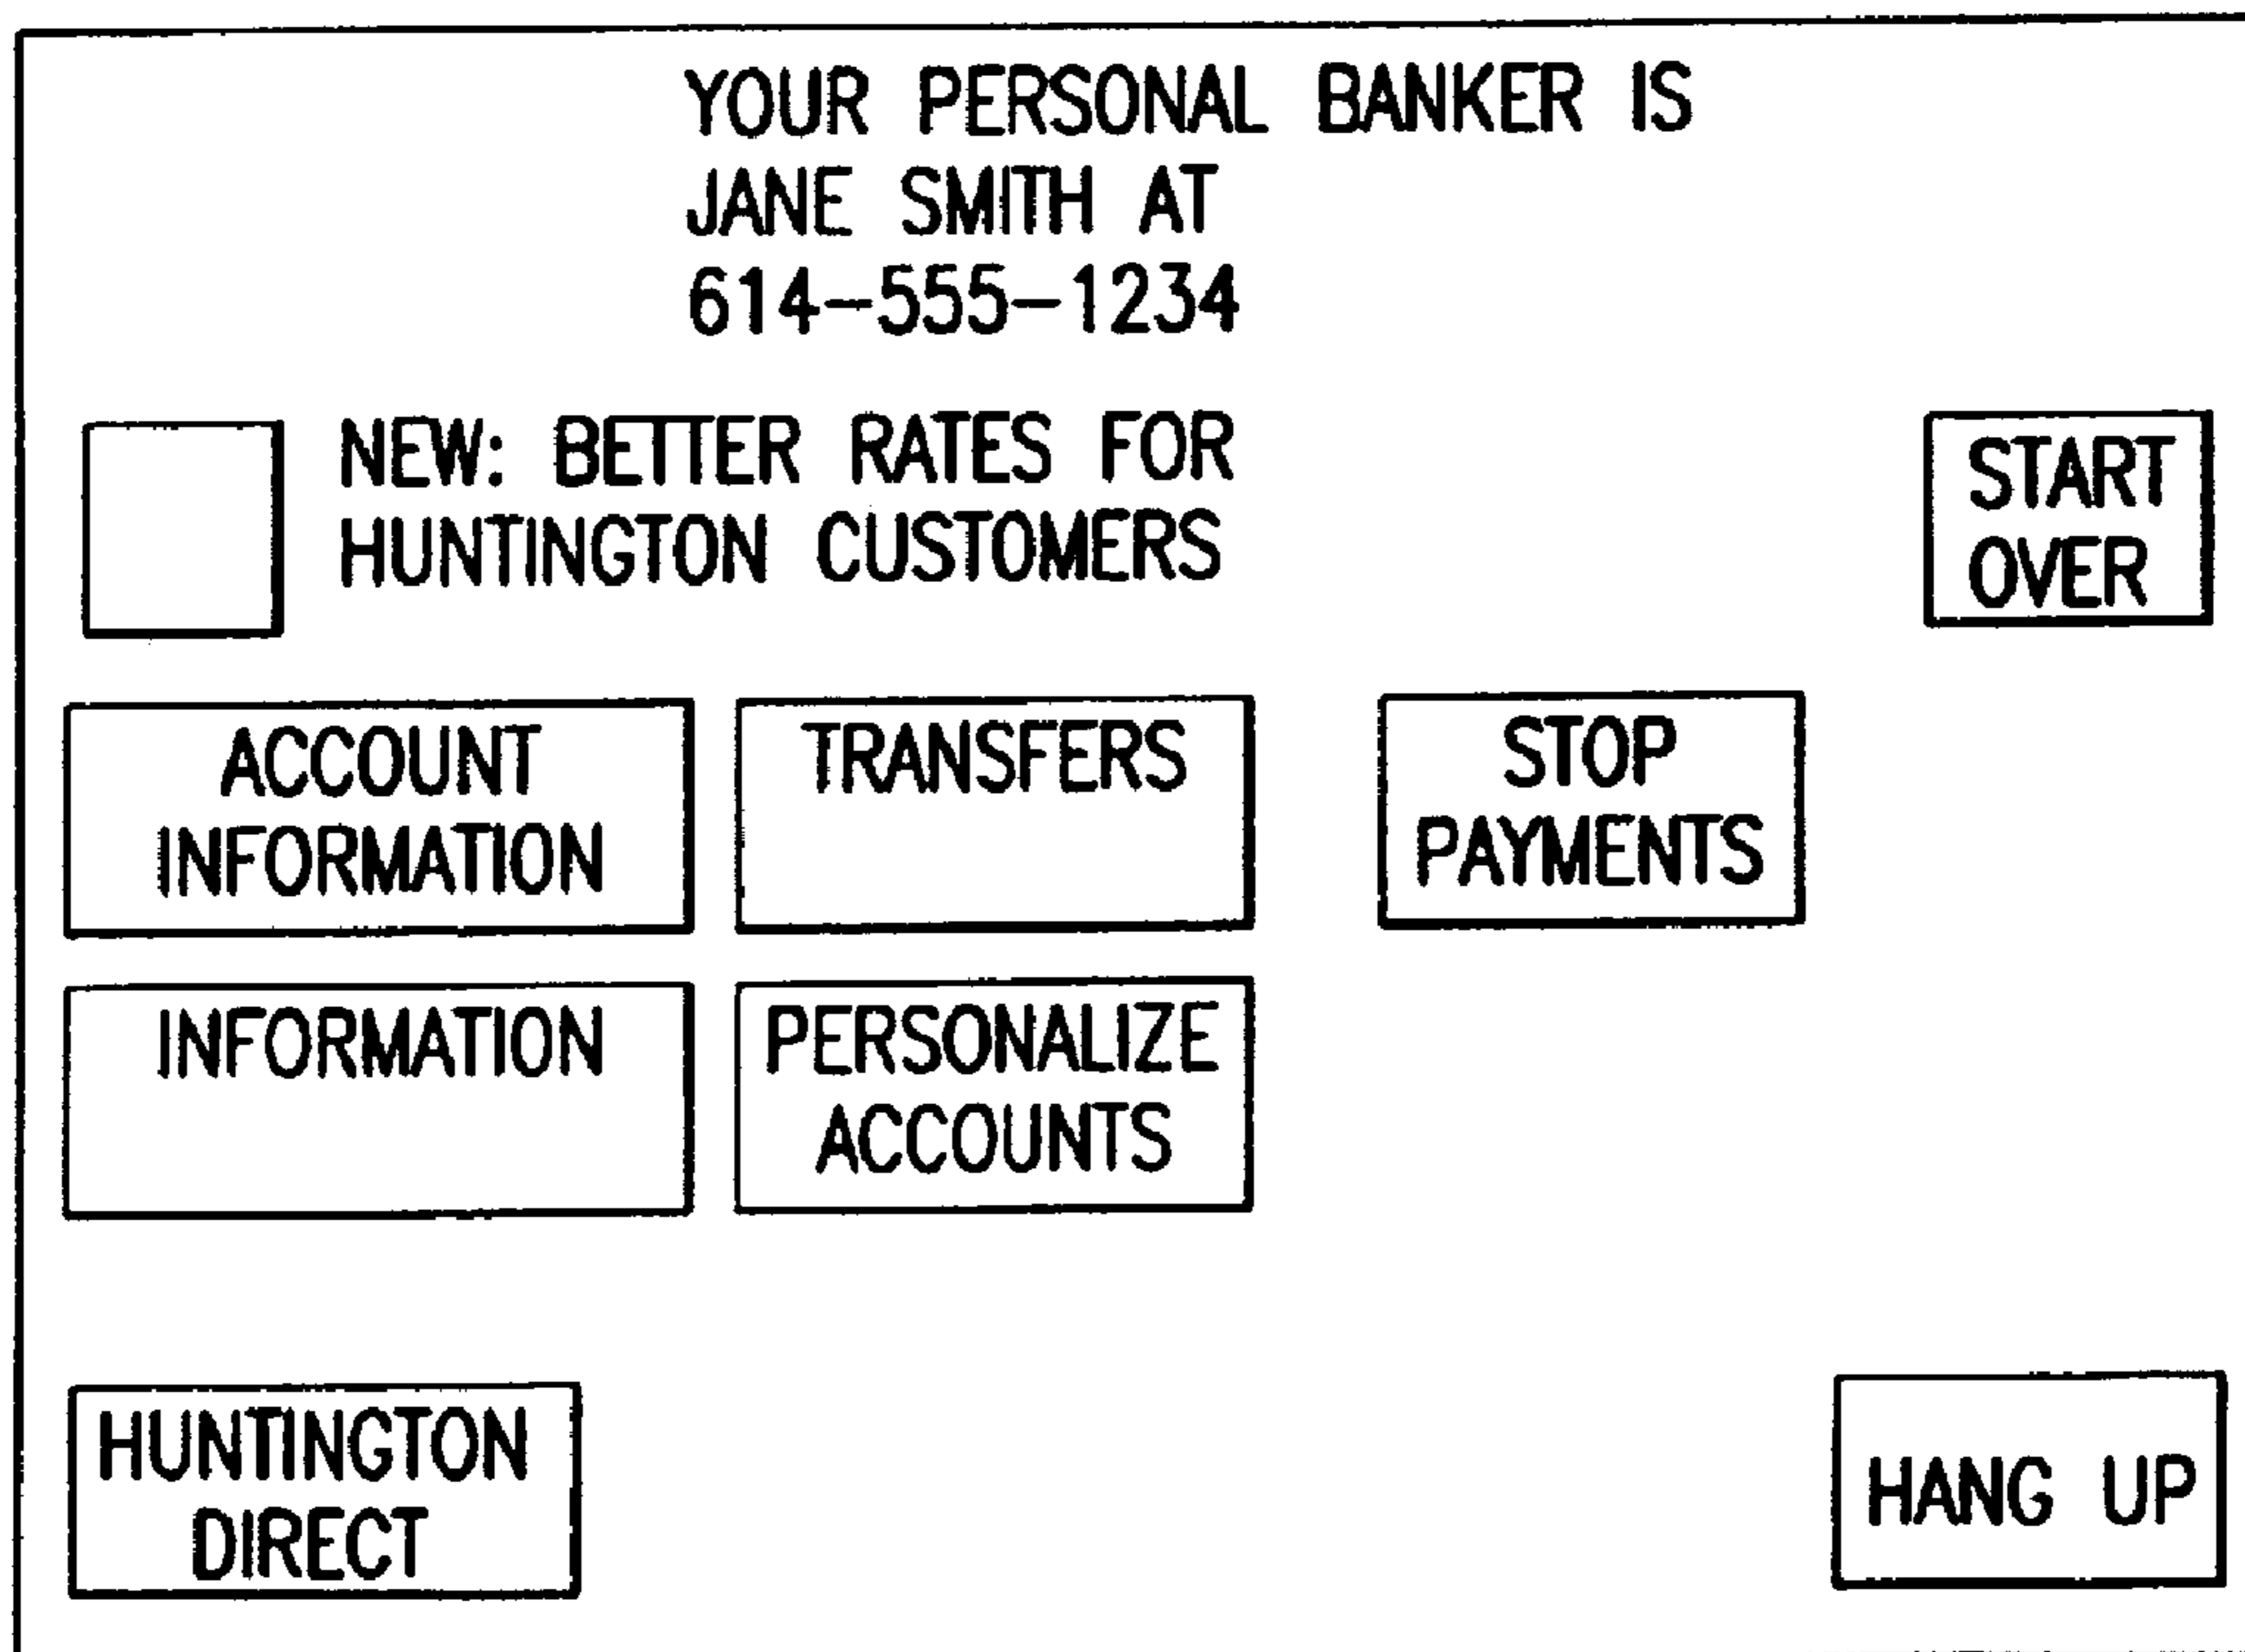 YOUR PERSONAL BANKER IS
JANE SMITH AT
614-555-1234
NEW: BETTER RATES FOR
HUNTINGTON CUSTOMERS
START
OVER
ACCOUNT
INFORMATION
TRANSFERS
STOP
PAYMENTS
INFORMATION
PERSONALIZE
ACCOUNTS
HUNTINGTON
DIRECT
HANG UP